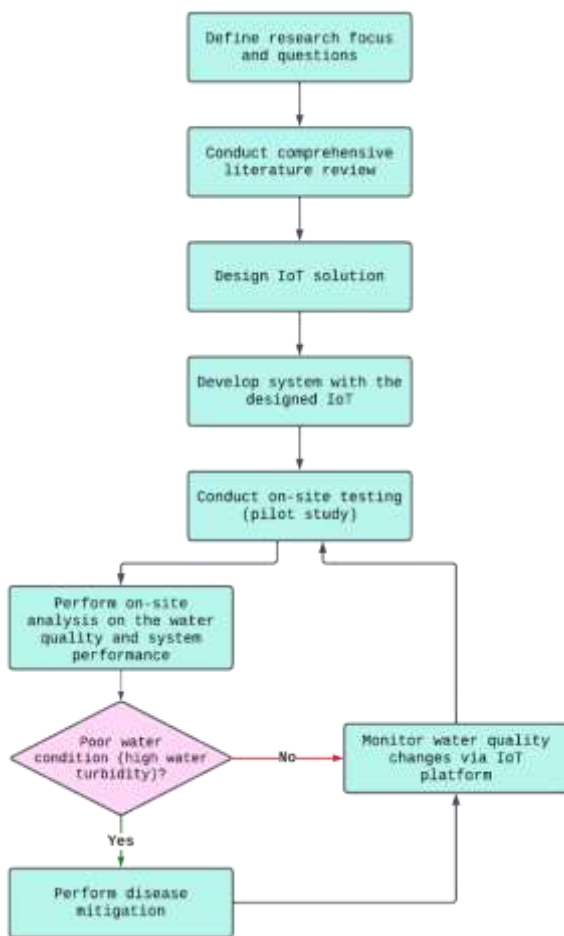 Define research focus
and questions
Conduct comprehensive
literature review
Design IoT solution
Develop system with the
designed IoT
Conduct on-site testing
(pilot study)
Perform on-site
analysis on the water
quality and system
performance
Poor water
condition (high water
turbidity)?
No
Monitor water quality
changes via IoT
platform
Yes
Perform disease
mitigation